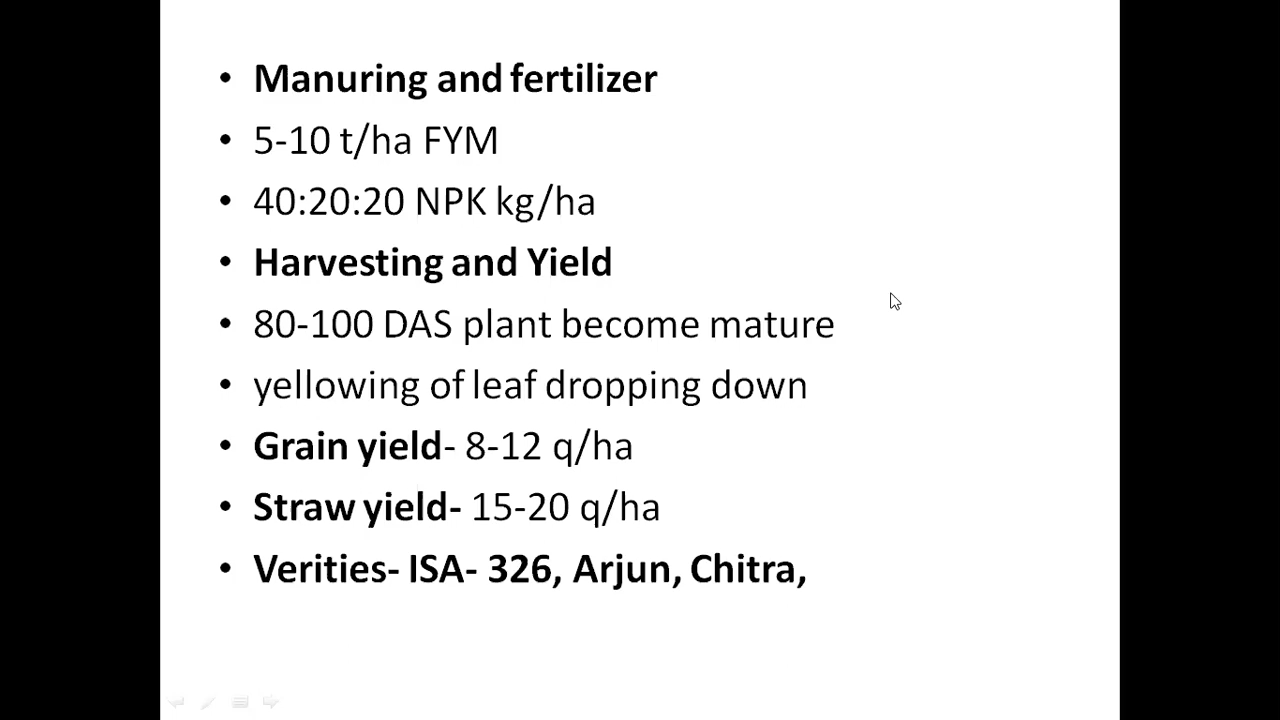 • Manuring and fertilizer
• 5-10 t/ha FYM
• 40:20:20 NPK kg/ha
• Harvesting and Yield
• 80-100 DAS plant become mature
• yellowing of leaf dropping down
• Grain yield- 8-12 q/ha
• Straw yield- 15-20 q/ha
• Verities- ISA- 326, Arjun, Chitra,